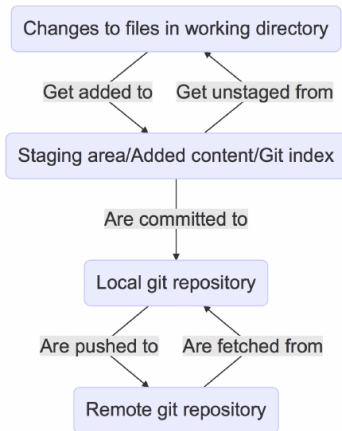 Changes to files in working directory
Get added to
Get unstaged from
Staging area/Added content/Git index
Are committed to
Local git repository
Are pushed to
Are fetched from
Remote git repository